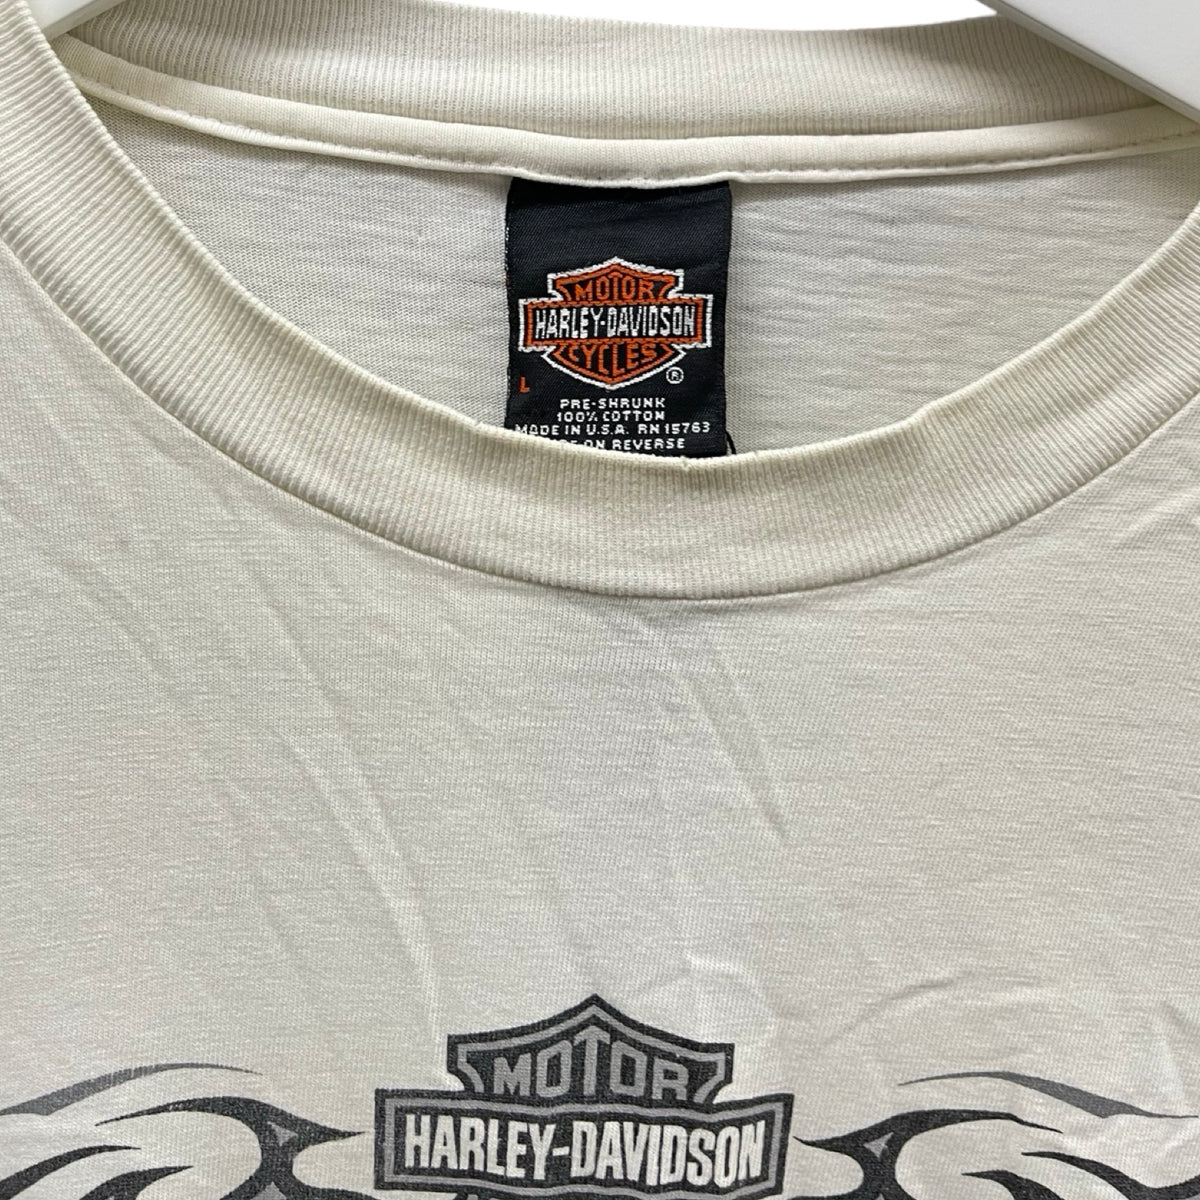 MOTOR
HARLEY-DAVIDSON
CYCLES
®
L
PRE-SHRUNK
100% COTTON
MADE IN U.S.A. RN 15763
ON REVERSE
MOTOR
HARLEY-DAVIDSON